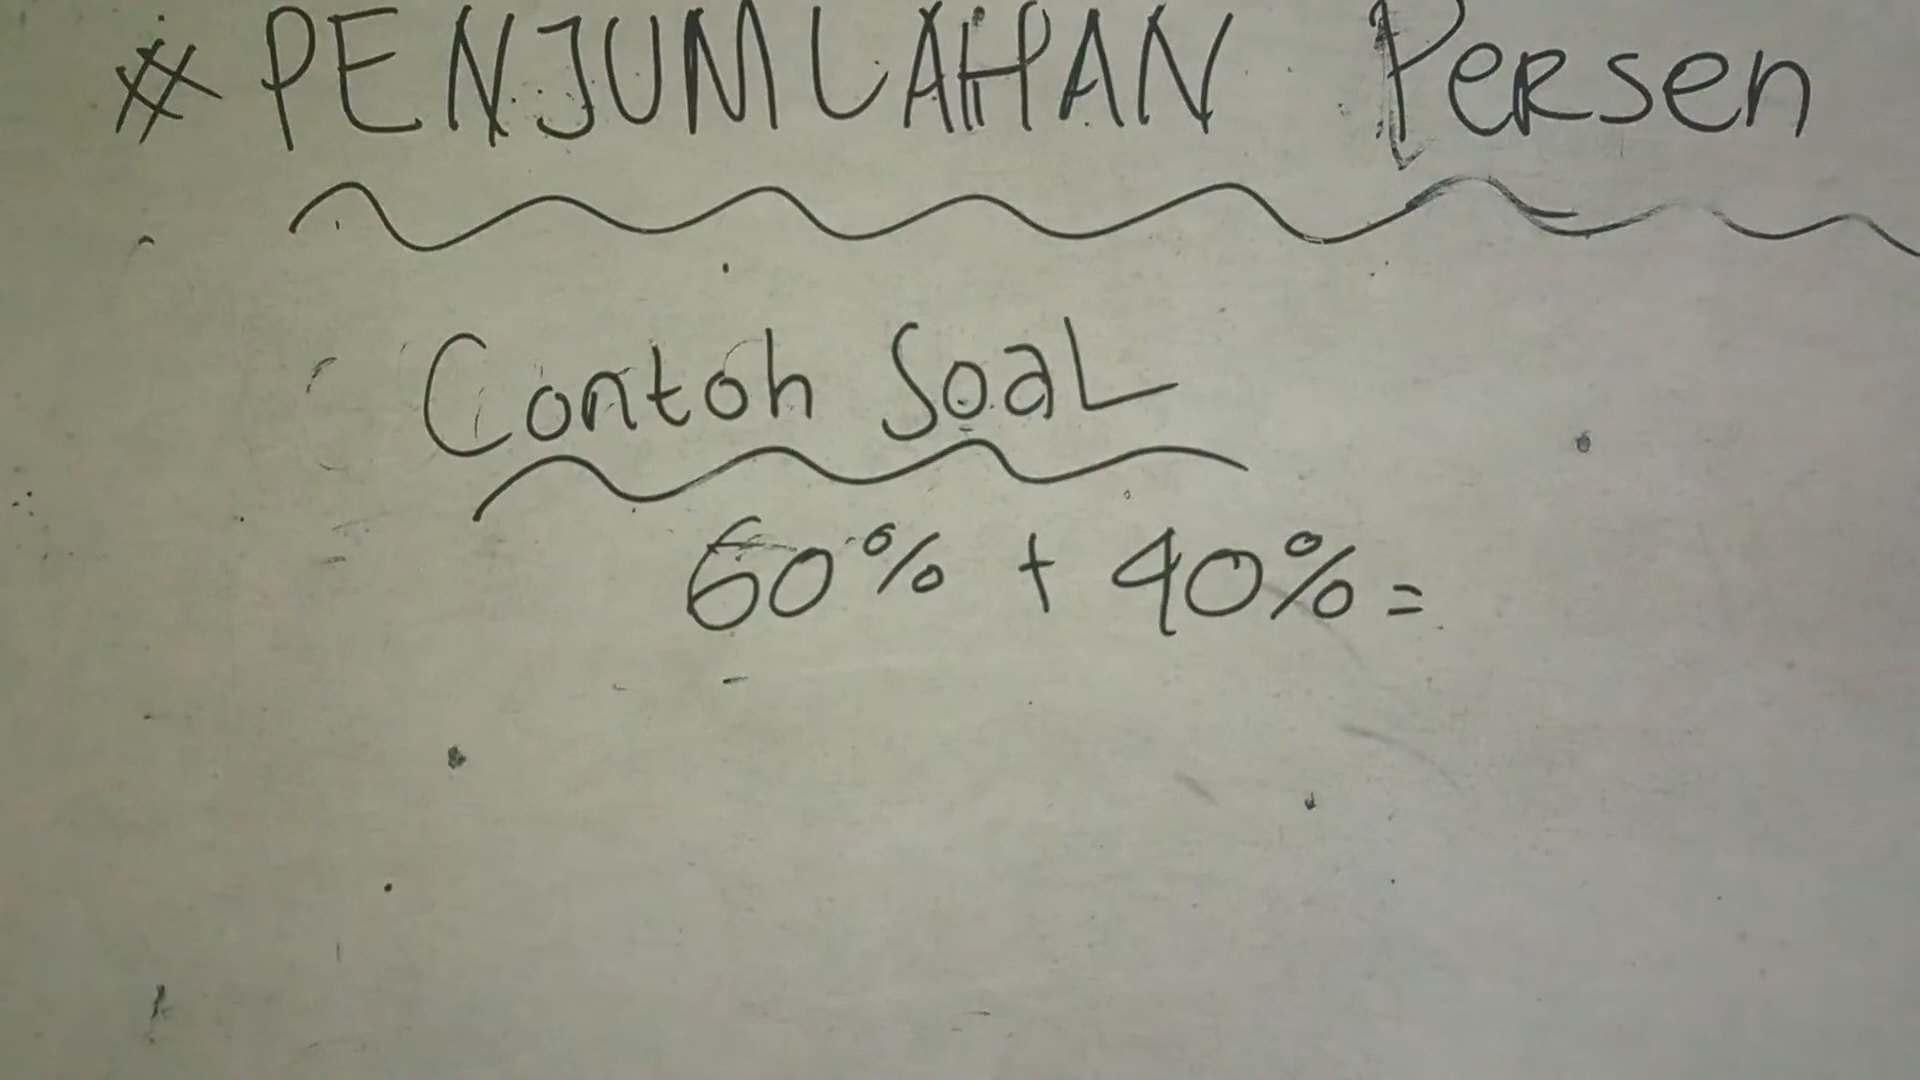 * PENJUMLAHAN Persen
Contoh Soal
60% + 40% =